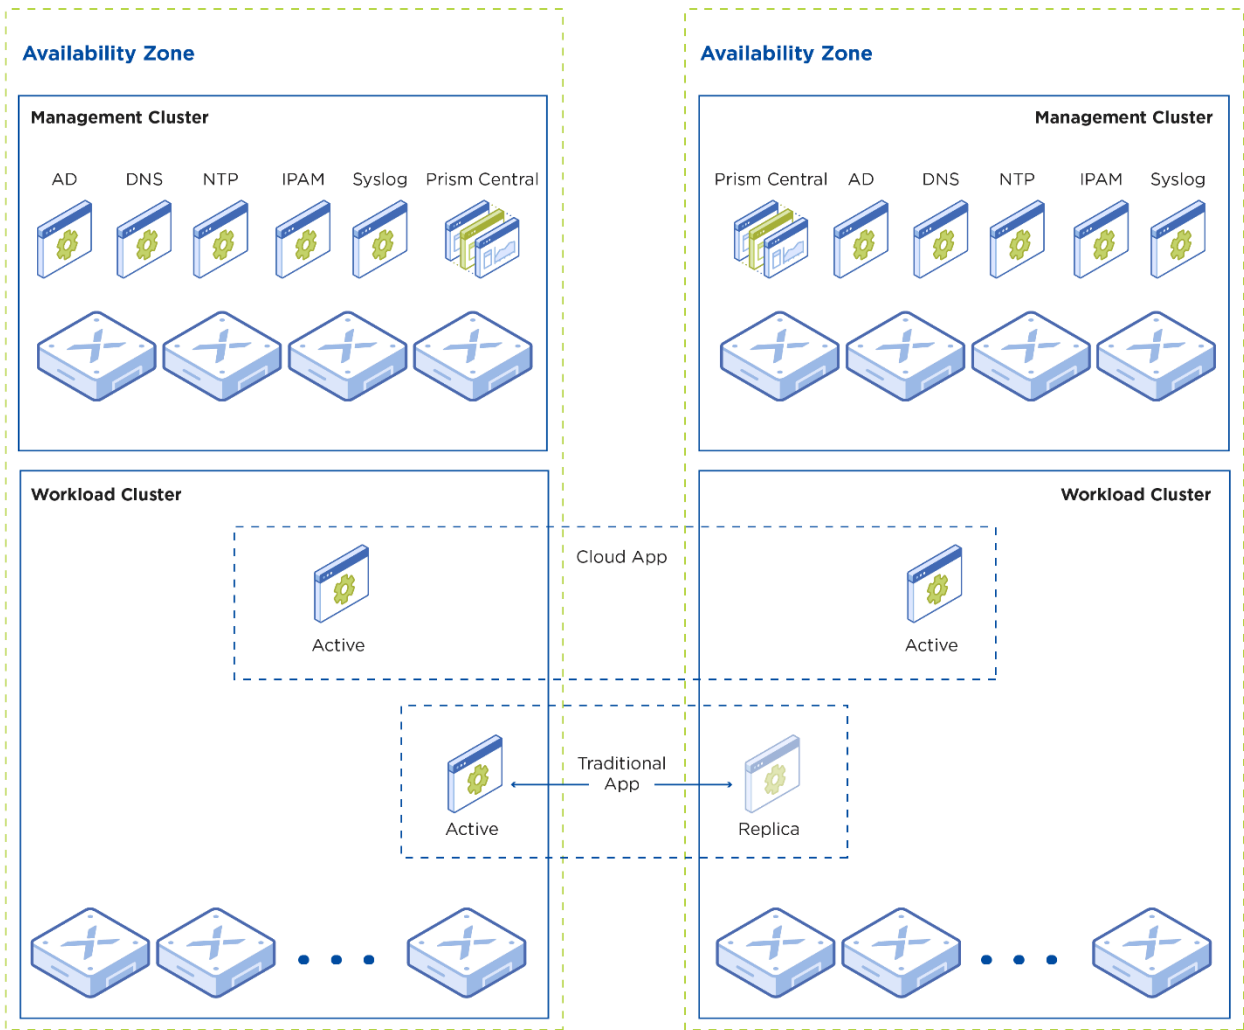 Availability Zone
Management Cluster
AD DNS NTP IPAM Syslog Prism Central
Workload Cluster
Availability Zone
Management Cluster
Prism Central AD DNS NTP IPAM Syslog
Workload Cluster
Cloud App
Active
Active
Traditional
App
Active
Replica